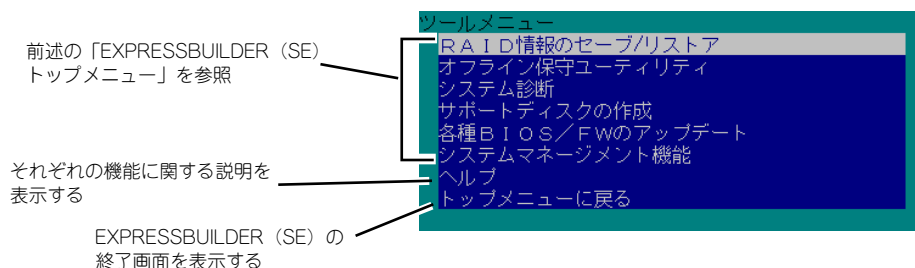 ツールメニュー
ＲＡＩＤ情報のセーブ/リストア
オフライン保守ユーティリティ
システム診断
サポートディスクの作成
各種ＢＩＯＳ／ＦＷのアップデート
システムマネージメント機能
ヘルプ
トップメニューに戻る
前述の「EXPRESSBUILDER（SE）
トップメニュー」を参照
それぞれの機能に関する説明を
表示する
EXPRESSBUILDER（SE）の
終了画面を表示する